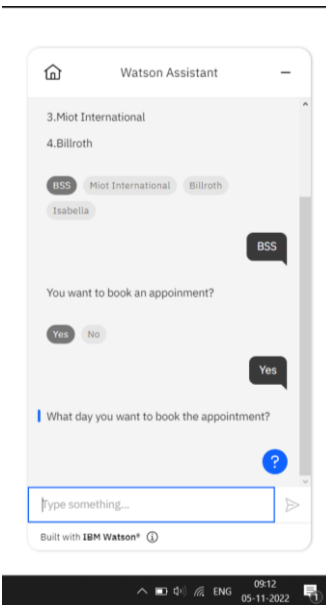 Watson Assistant
3.Miot International
4.Billroth
BSS Miot International Billroth
Isabella
BSS
You want to book an appoinment?
Yes No
Yes
What day you want to book the appointment?
?
Type something...
Built with IBM Watson®
ENG 09:12
05-11-2022 1